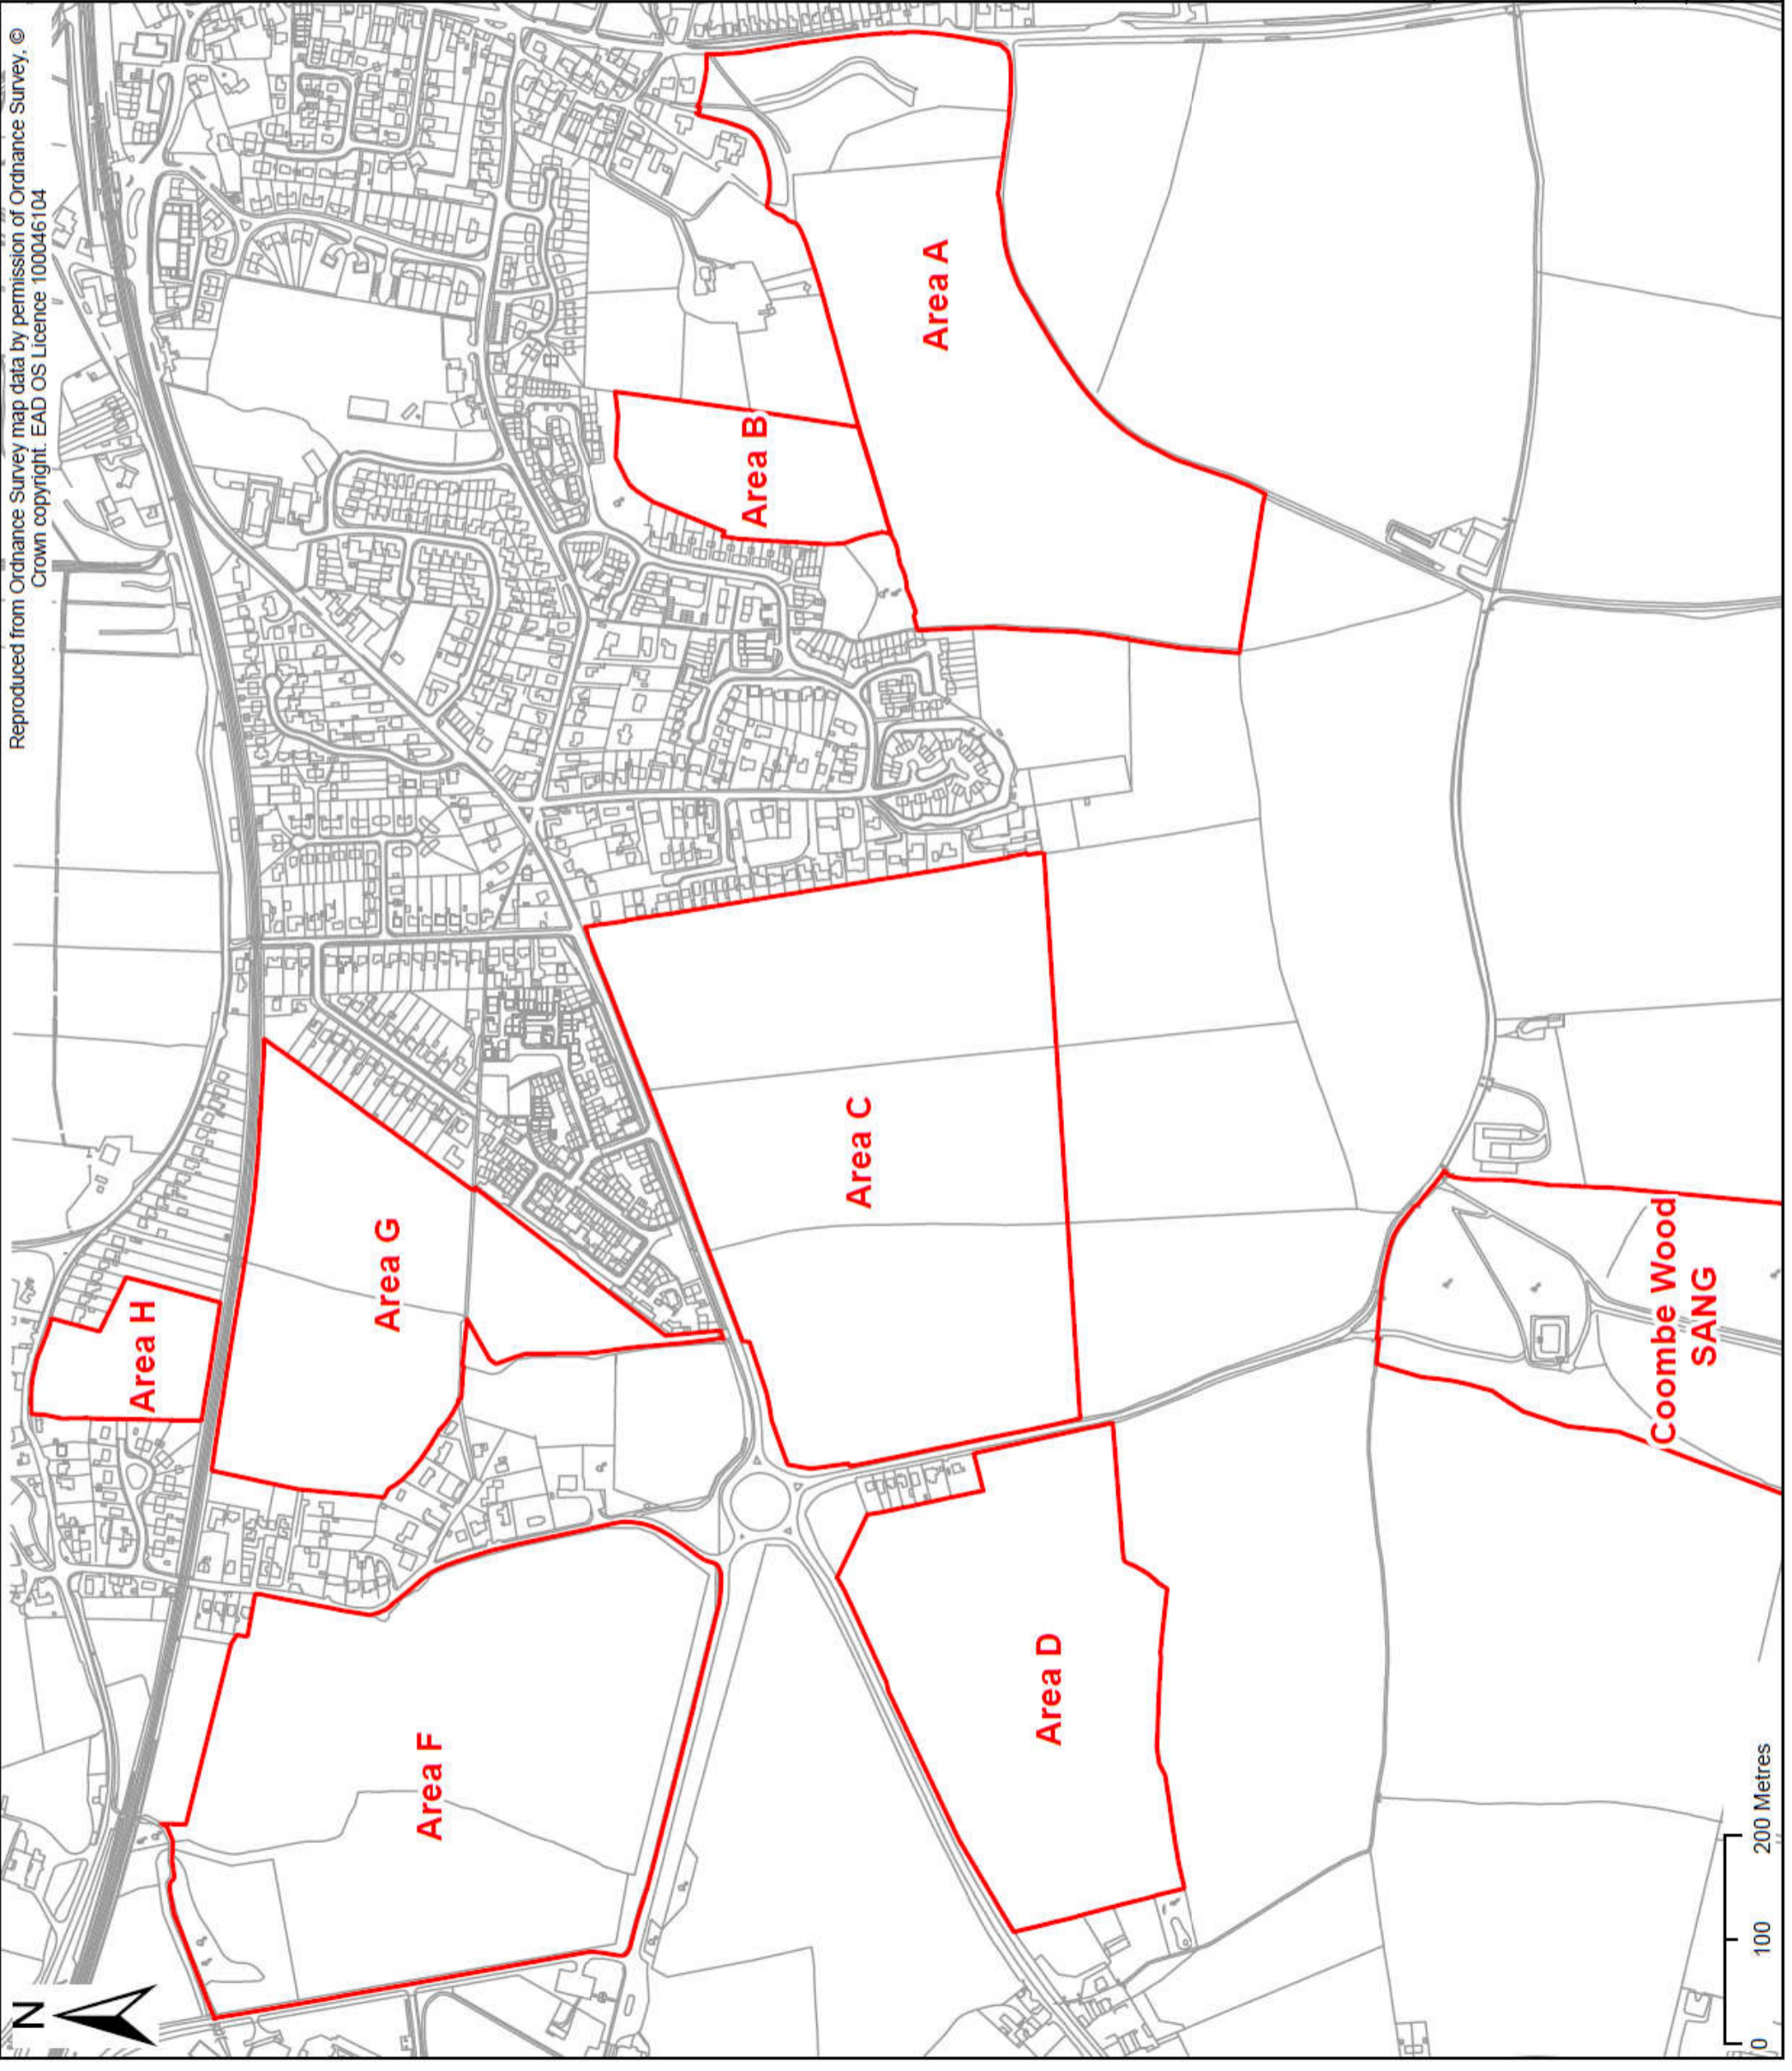 Reproduced from Ordnance Survey map data by permission of Ordnance Survey, ©
Crown copyright. EAD OS Licence 100046104
N
Area H
Area G
Area F
Area B
Area A
Area C
Area D
Coombe Wood
SANG
0 100 200 Metres